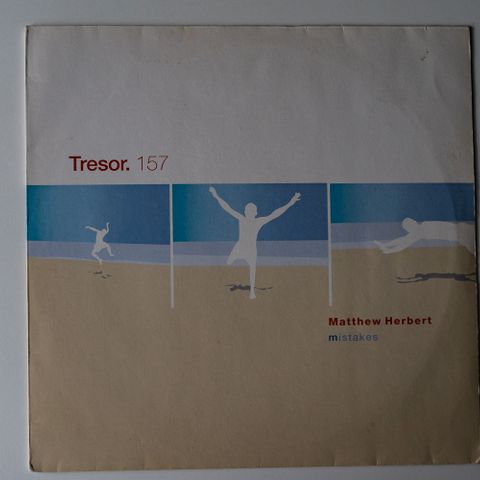 Tresor. 157
Matthew Herbert
mistakes